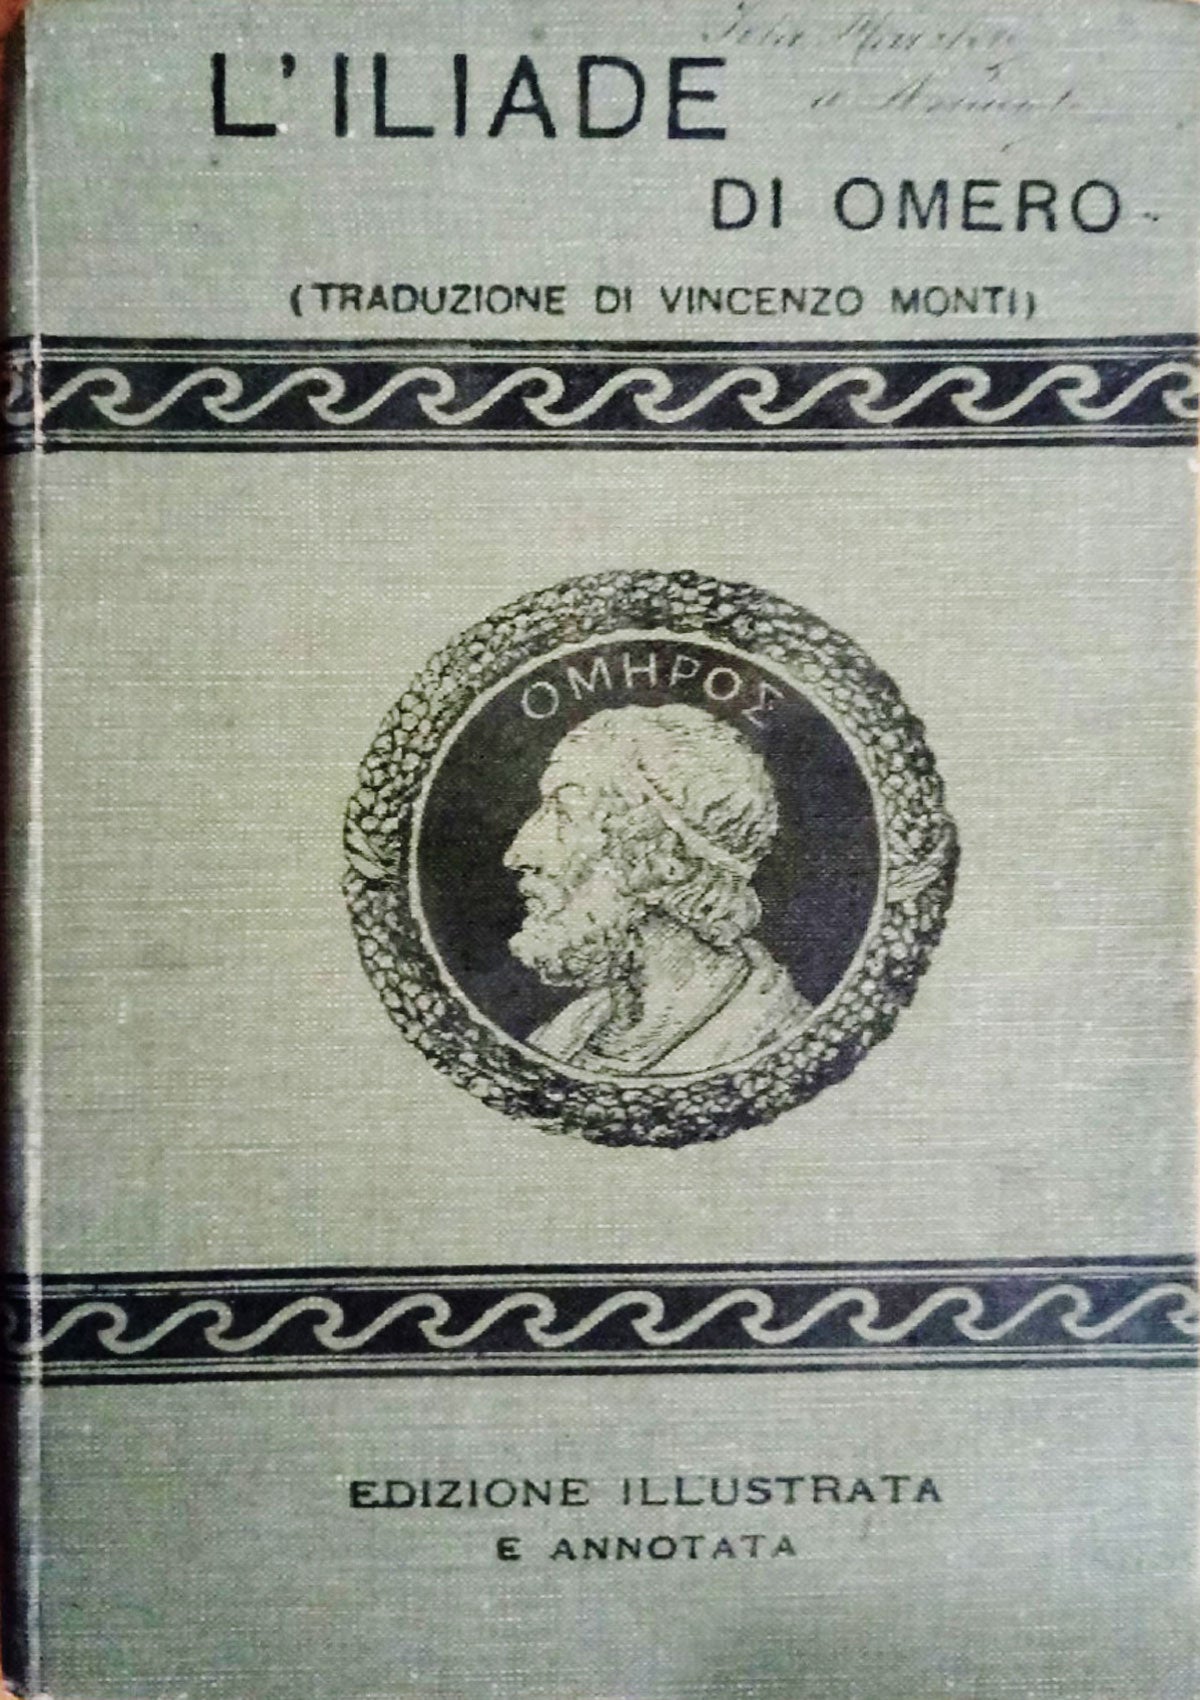 L'ILIADE
DI OMERO
(TRADUZIONE DI VINCENZO MONTI)
ΟΜΗΡΟΣ
EDIZIONE ILLUSTRATA
E ANNOTATA